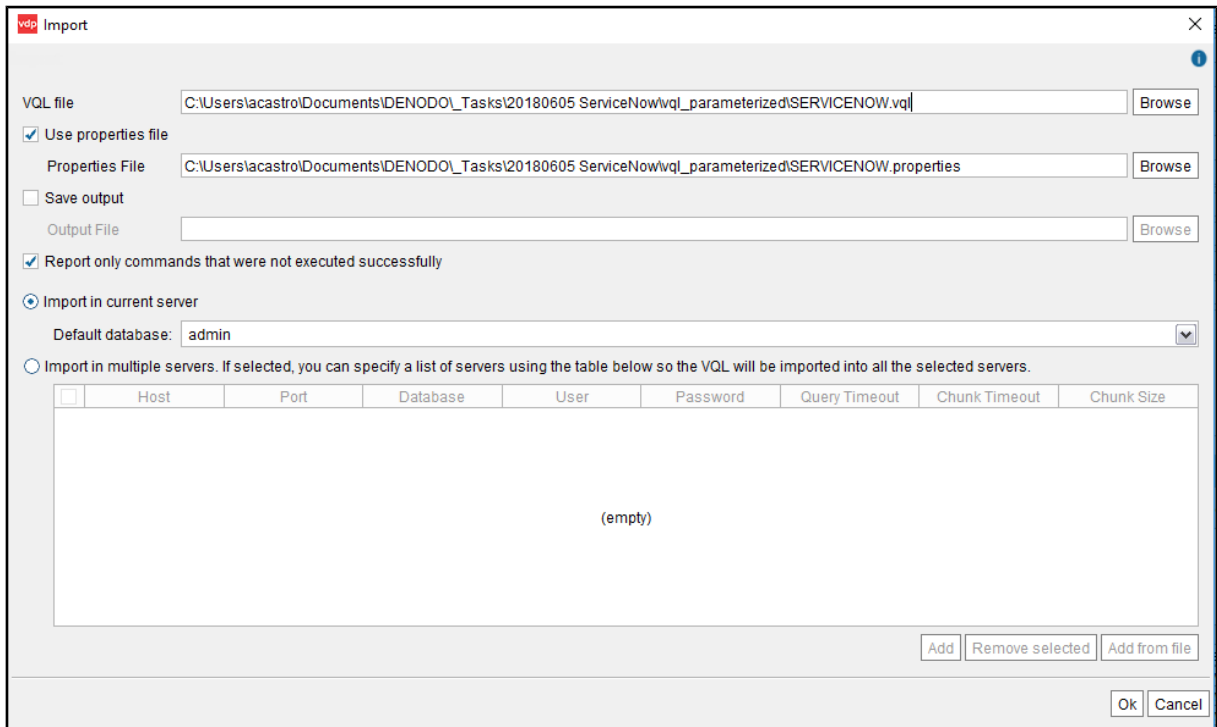 vdp Import
i
VQL file C:\Users\acastro\Documents\DENODO\_Tasks\20180605 ServiceNow\vql_parameterized\SERVICENOW.vql Browse
Use properties file
Properties File C:\Users\acastro\Documents\DENODO\_Tasks\20180605 ServiceNow\vql_parameterized\SERVICENOW.properties Browse
Save output
Output File Browse
Report only commands that were not executed successfully
Import in current server
Default database: admin
Import in multiple servers. If selected, you can specify a list of servers using the table below so the VQL will be imported into all the selected servers.
Host Port Database User Password Query Timeout Chunk Timeout Chunk Size
(empty)
Add Remove selected Add from file
Ok Cancel